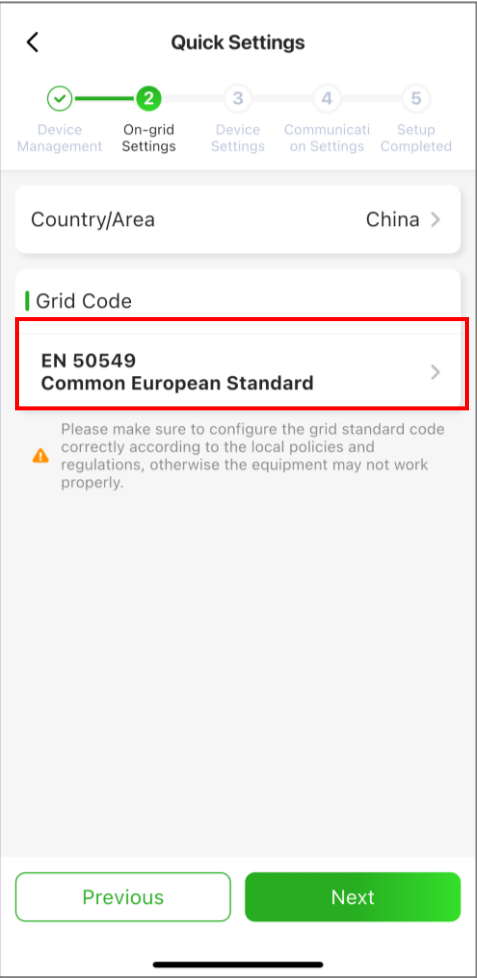 Quick Settings
2
3
4
5
Device
Management
On-grid
Settings
Device
Settings
Communicati
on Settings
Setup
Completed
Country/Area China
Grid Code
EN 50549
Common European Standard
Please make sure to configure the grid standard code
correctly according to the local policies and
regulations, otherwise the equipment may not work
properly.
Previous
Next